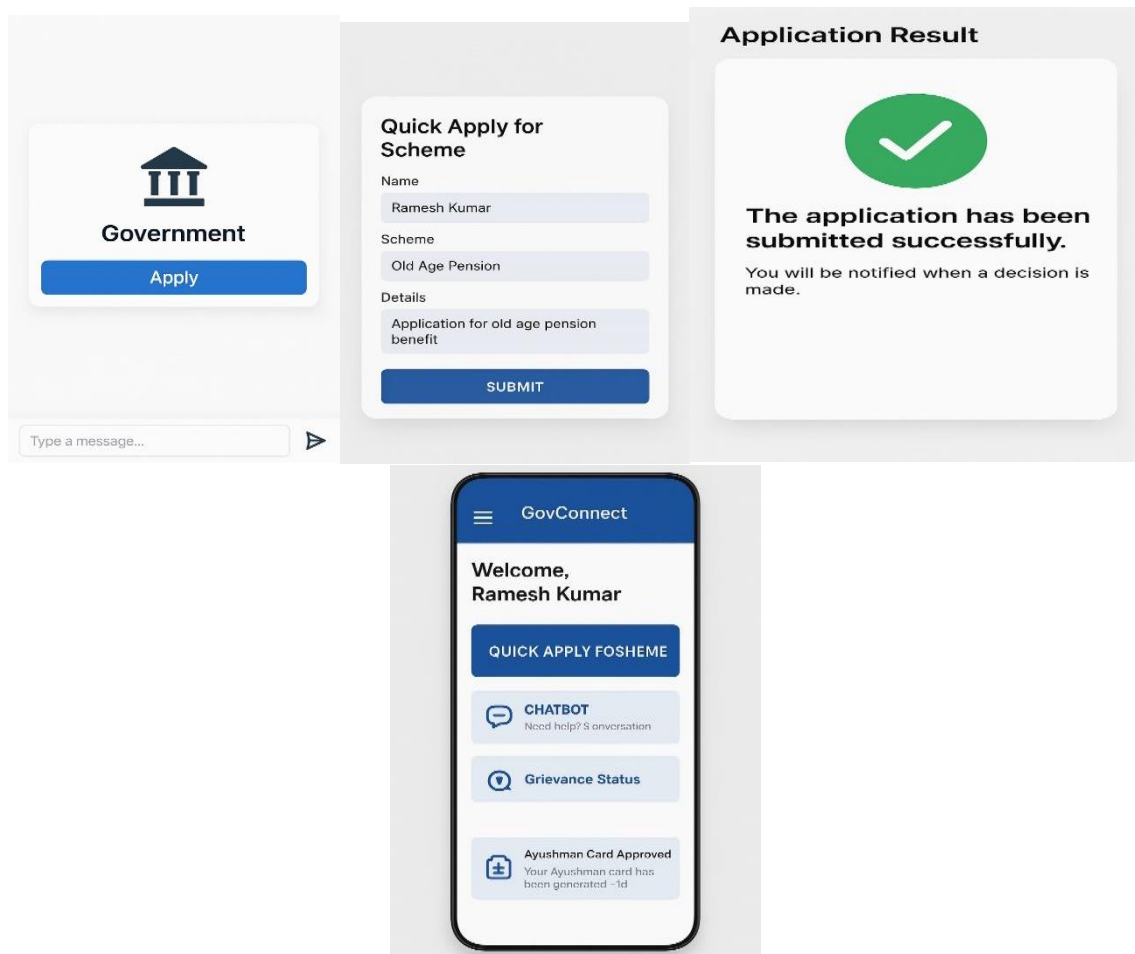 Government
Apply
Type a message...
Quick Apply for
Scheme
Name
Ramesh Kumar
Scheme
Old Age Pension
Details
Application for old age pension
benefit
SUBMIT
Application Result
The application has been
submitted successfully.
You will be notified when a decision is
made.
GovConnect
Welcome,
Ramesh Kumar
QUICK APPLY FOSHEME
CHATBOT
Need help? S onversation
Grievance Status
Ayushman Card Approved
Your Ayushman card has
been generated -1d